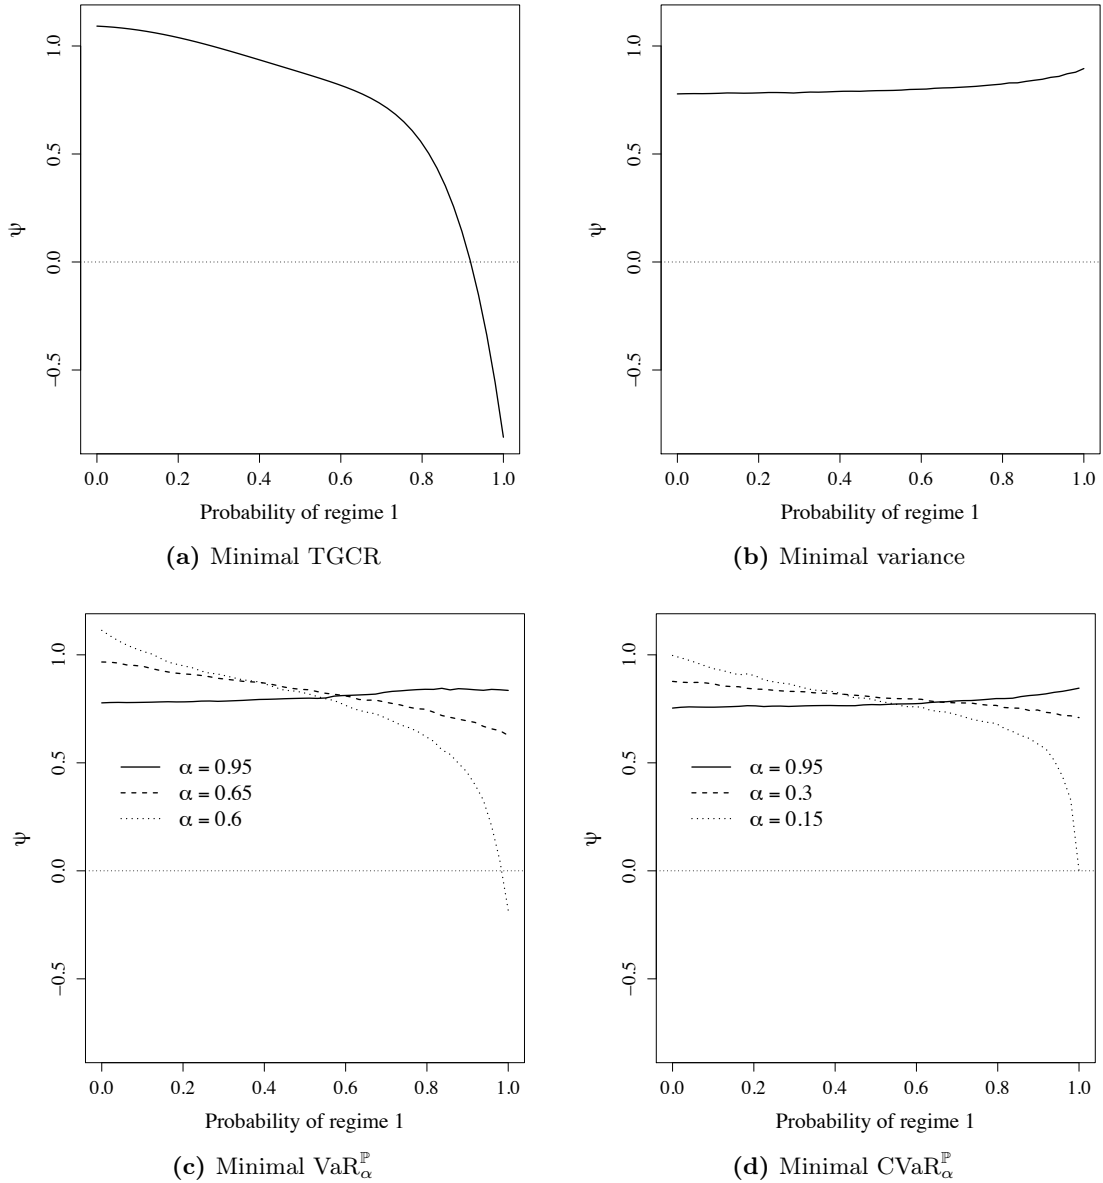 1.0
0.5
0.0
−0.5
ψ
0.0 0.2 0.4 0.6 0.8 1.0
Probability of regime 1
(a) Minimal TGCR
1.0
0.5
0.0
−0.5
ψ
0.0 0.2 0.4 0.6 0.8 1.0
Probability of regime 1
(b) Minimal variance
1.0
0.5
0.0
−0.5
ψ
α = 0.95
α = 0.65
α = 0.6
0.0 0.2 0.4 0.6 0.8 1.0
Probability of regime 1
(c) Minimal VaR^ℙ_α
1.0
0.5
0.0
−0.5
ψ
α = 0.95
α = 0.3
α = 0.15
0.0 0.2 0.4 0.6 0.8 1.0
Probability of regime 1
(d) Minimal CVaR^ℙ_α